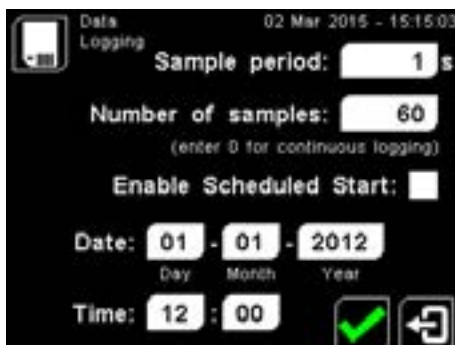 Data Logging
02 Mar 2015 - 15:15:03
Sample period: 1 s
Number of samples: 60
(enter 0 for continuous logging)
Enable Scheduled Start:
Date: 01 - 01 - 2012
Day Month Year
Time: 12 : 00